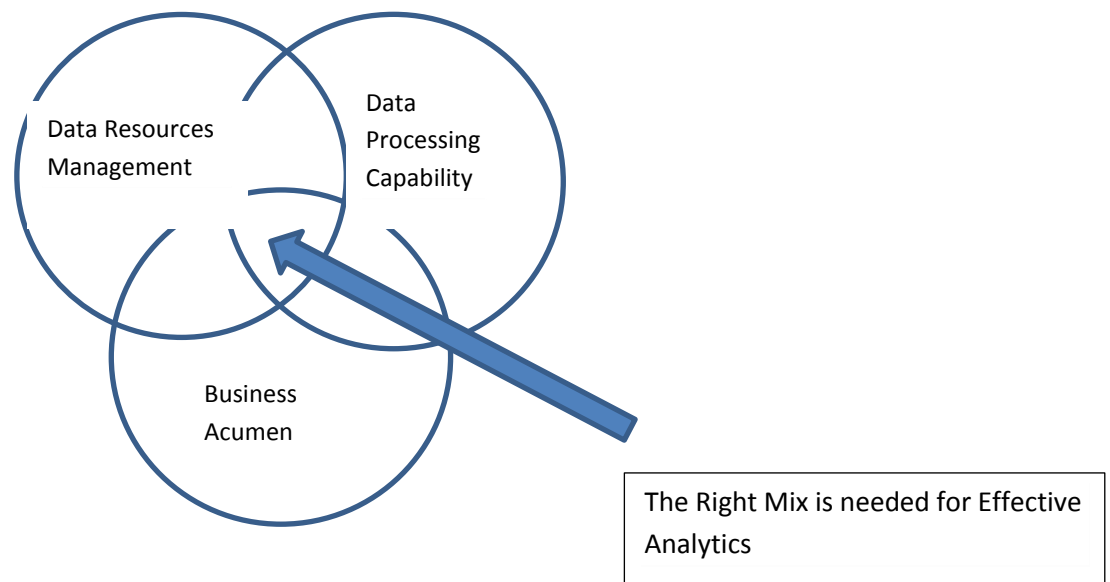 Data Resources
Management
Data
Processing
Capability
Business
Acumen
The Right Mix is needed for Effective
Analytics